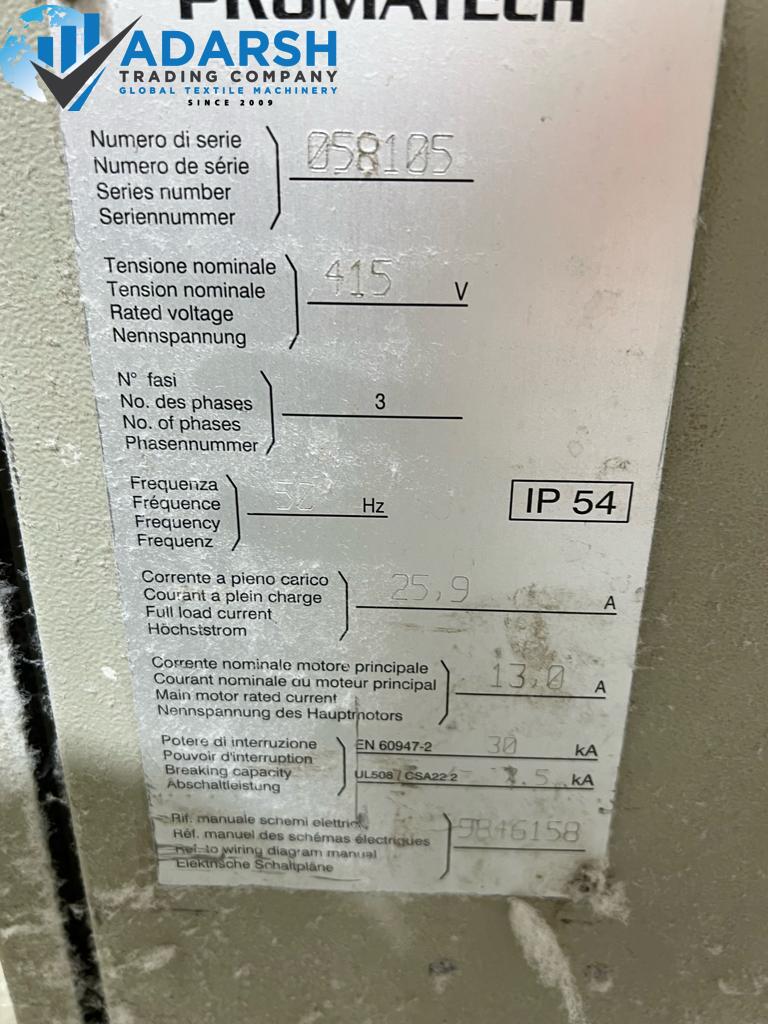 PROMATECH
ADARSH
TRADING COMPANY
GLOBAL TEXTILE MACHINERY
SINCE 2009
Numero di serie
Numero de série
Series number
Seriennummer
058105
Tensione nominale
Tension nominale
Rated voltage
Nennspannung
415 V
N° fasi
No. des phases
No. of phases
Phasennummer
3
Frequenza
Fréquence
Frequency
Frequenz
50 Hz
IP 54
Corrente a pieno carico
Courant a plein charge
Full load current
Höchststrom
25,9 A
Corrente nominale motore principale
Courant nominale au moteur principal
Main motor rated current
Nennspannung des Hauptmotors
13,0 A
Potere di interruzione
Pouvoir d'interruption
Breaking capacity
Abschaltleistung
EN 60947-2 30 kA
UL508 / CSA22.2 kA
Rif. manuale schemi elettrici
Réf. manuel des schémas électriques
Ref. to wiring diagram manual
Elektrische Schaltpläne
9846158